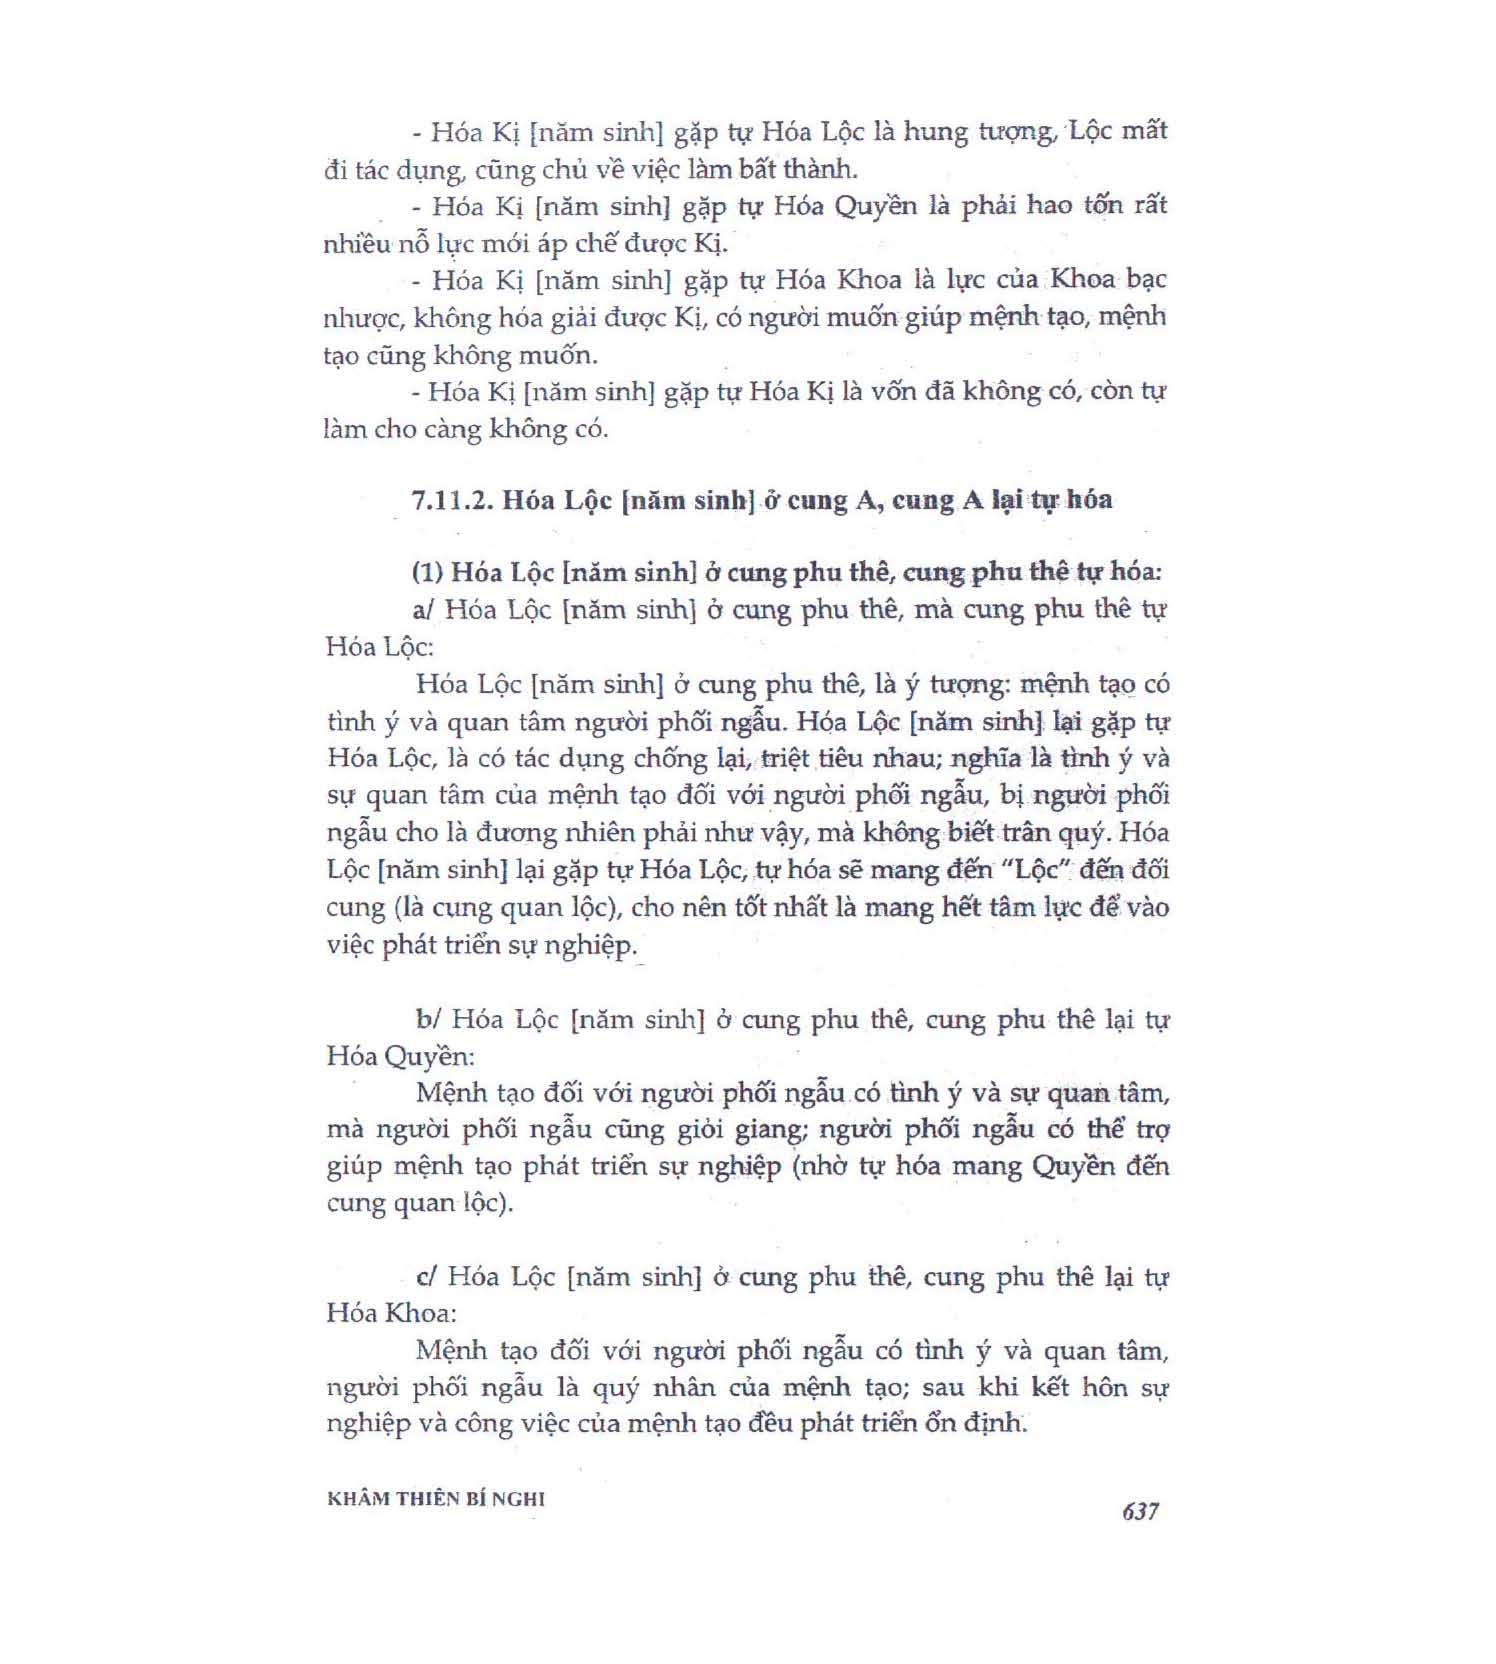 - Hóa Kị [năm sinh] gặp tự Hóa Lộc là hung tượng, Lộc mất
đi tác dụng, cũng chủ về việc làm bất thành.
- Hóa Kị [năm sinh] gặp tự Hóa Quyền là phải hao tốn rất
nhiều nỗ lực mới áp chế được Kị.
- Hóa Kị [năm sinh] gặp tự Hóa Khoa là lực của Khoa bạc
nhược, không hóa giải được Kị, có người muốn giúp mệnh tạo, mệnh
tạo cũng không muốn.
- Hóa Kị [năm sinh] gặp tự Hóa Kị là vốn đã không có, còn tự
làm cho càng không có.
7.11.2. Hóa Lộc [năm sinh] ở cung A, cung A lại tự hóa
(1) Hóa Lộc [năm sinh] ở cung phu thê, cung phu thê tự hóa:
a/ Hóa Lộc [năm sinh] ở cung phu thê, mà cung phu thê tự
Hóa Lộc:
Hóa Lộc [năm sinh] ở cung phu thê, là ý tượng: mệnh tạo có
tình ý và quan tâm người phối ngẫu. Hóa Lộc [năm sinh] lại gặp tự
Hóa Lộc, là có tác dụng chống lại, triệt tiêu nhau; nghĩa là tình ý và
sự quan tâm của mệnh tạo đối với người phối ngẫu, bị người phối
ngẫu cho là đương nhiên phải như vậy, mà không biết trân quý. Hóa
Lộc [năm sinh] lại gặp tự Hóa Lộc, tự hóa sẽ mang đến "Lộc" đến đối
cung (là cung quan lộc), cho nên tốt nhất là mang hết tâm lực để vào
việc phát triển sự nghiệp.
b/ Hóa Lộc [năm sinh] ở cung phu thê, cung phu thê lại tự
Hóa Quyền:
Mệnh tạo đối với người phối ngẫu có tình ý và sự quan tâm,
mà người phối ngẫu cũng giỏi giang; người phối ngẫu có thể trợ
giúp mệnh tạo phát triển sự nghiệp (nhờ tự hóa mang Quyền đến
cung quan lộc).
c/ Hóa Lộc [năm sinh] ở cung phu thê, cung phu thê lại tự
Hóa Khoa:
Mệnh tạo đối với người phối ngẫu có tình ý và quan tâm,
người phối ngẫu là quý nhân của mệnh tạo; sau khi kết hôn sự
nghiệp và công việc của mệnh tạo đều phát triển ổn định.
KHÂM THIÊN BÍ NGHI
637